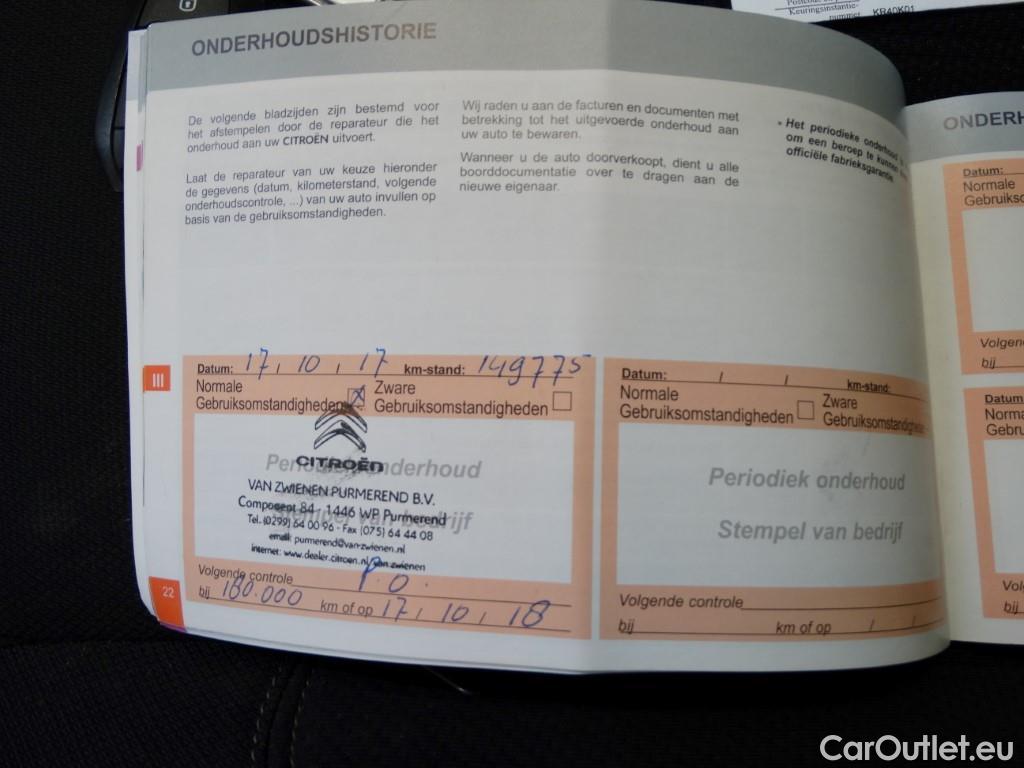 Keuringsinstantie-
nummer KR40K01
ONDERHOUDSHISTORIE
De volgende bladzijden zijn bestemd voor
het afstempelen door de reparateur die het
onderhoud aan uw CITROËN uitvoert.
Laat de reparateur van uw keuze hieronder
de gegevens (datum, kilometerstand, volgende
onderhoudscontrole, ...) van uw auto invullen op
basis van de gebruiksomstandigheden.
Wij raden u aan de facturen en documenten met
betrekking tot het uitgevoerde onderhoud aan
uw auto te bewaren.
Wanneer u de auto doorverkoopt, dient u alle
boorddocumentatie over te dragen aan de
nieuwe eigenaar.
• Het periodieke onderhoud
om een beroep te kunnen
officiële fabrieksgarantie.
III
Datum: 17, 10, 17 km-stand: 149775
Normale
Gebruiksomstandigheden
Zware
Gebruiksomstandigheden
CITROËN
Periodiek onderhoud
VAN ZWIENEN PURMEREND B.V.
Component 84 1446 WP Purmerend
Stempel van bedrijf
Tel. (0299) 64 00 96 - Fax (075) 64 44 08
email: purmerend@van-zwienen.nl
internet: www.dealer.citroen.nl/van-zwienen
Volgende controle P.O.
bij 180.000 km of op 17, 10, 18
22
Datum: / / km-stand:
Normale
Gebruiksomstandigheden
Zware
Gebruiksomstandigheden
Periodiek onderhoud
Stempel van bedrijf
Volgende controle
bij km of op / /
ONDERH
Datum:
Normale
Gebruikso
Volgen
bij
Datum
Norma
Gebru
Vol
bij
CarOutlet.eu